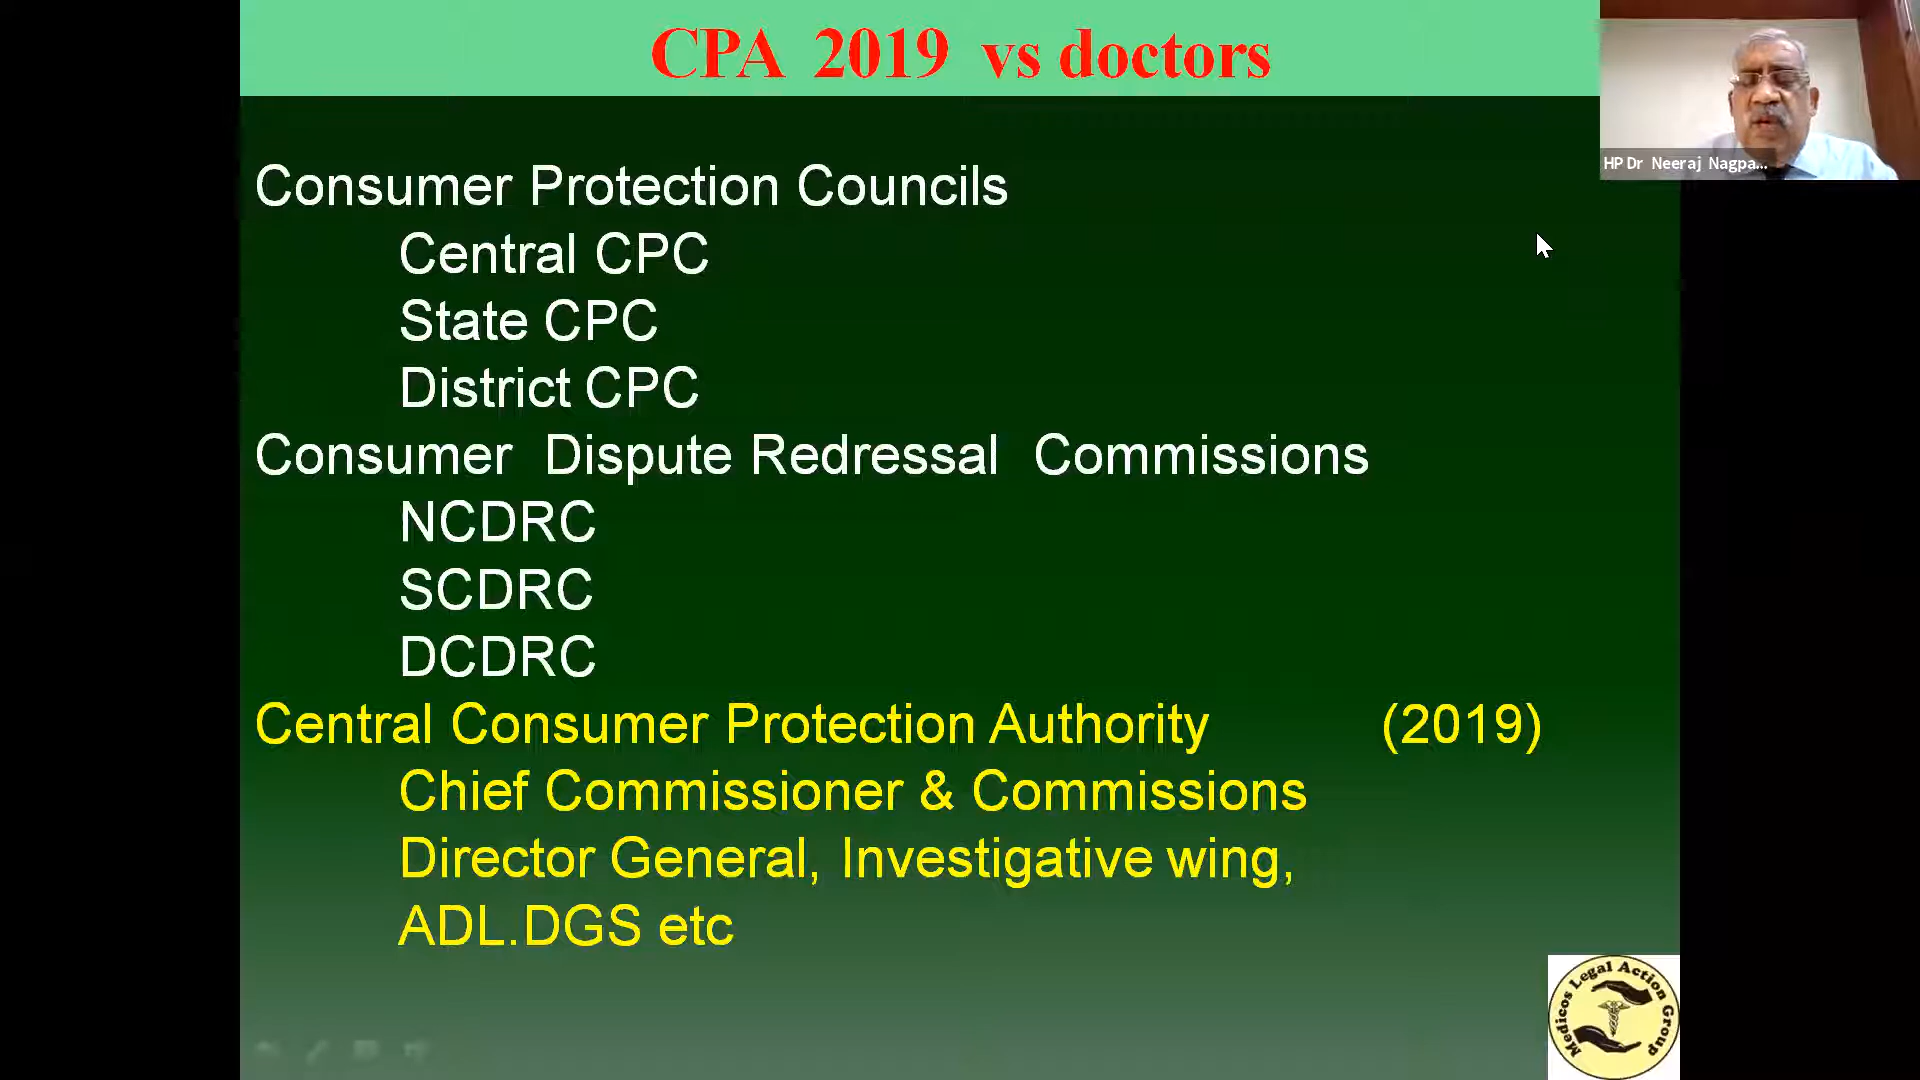 CPA 2019 vs doctors
HP Dr Neeraj Nagpa...
Consumer Protection Councils
Central CPC
State CPC
District CPC
Consumer Dispute Redressal Commissions
NCDRC
SCDRC
DCDRC
Central Consumer Protection Authority (2019)
Chief Commissioner & Commissions
Director General, Investigative wing,
ADL.DGS etc
Medicos Legal Action Group